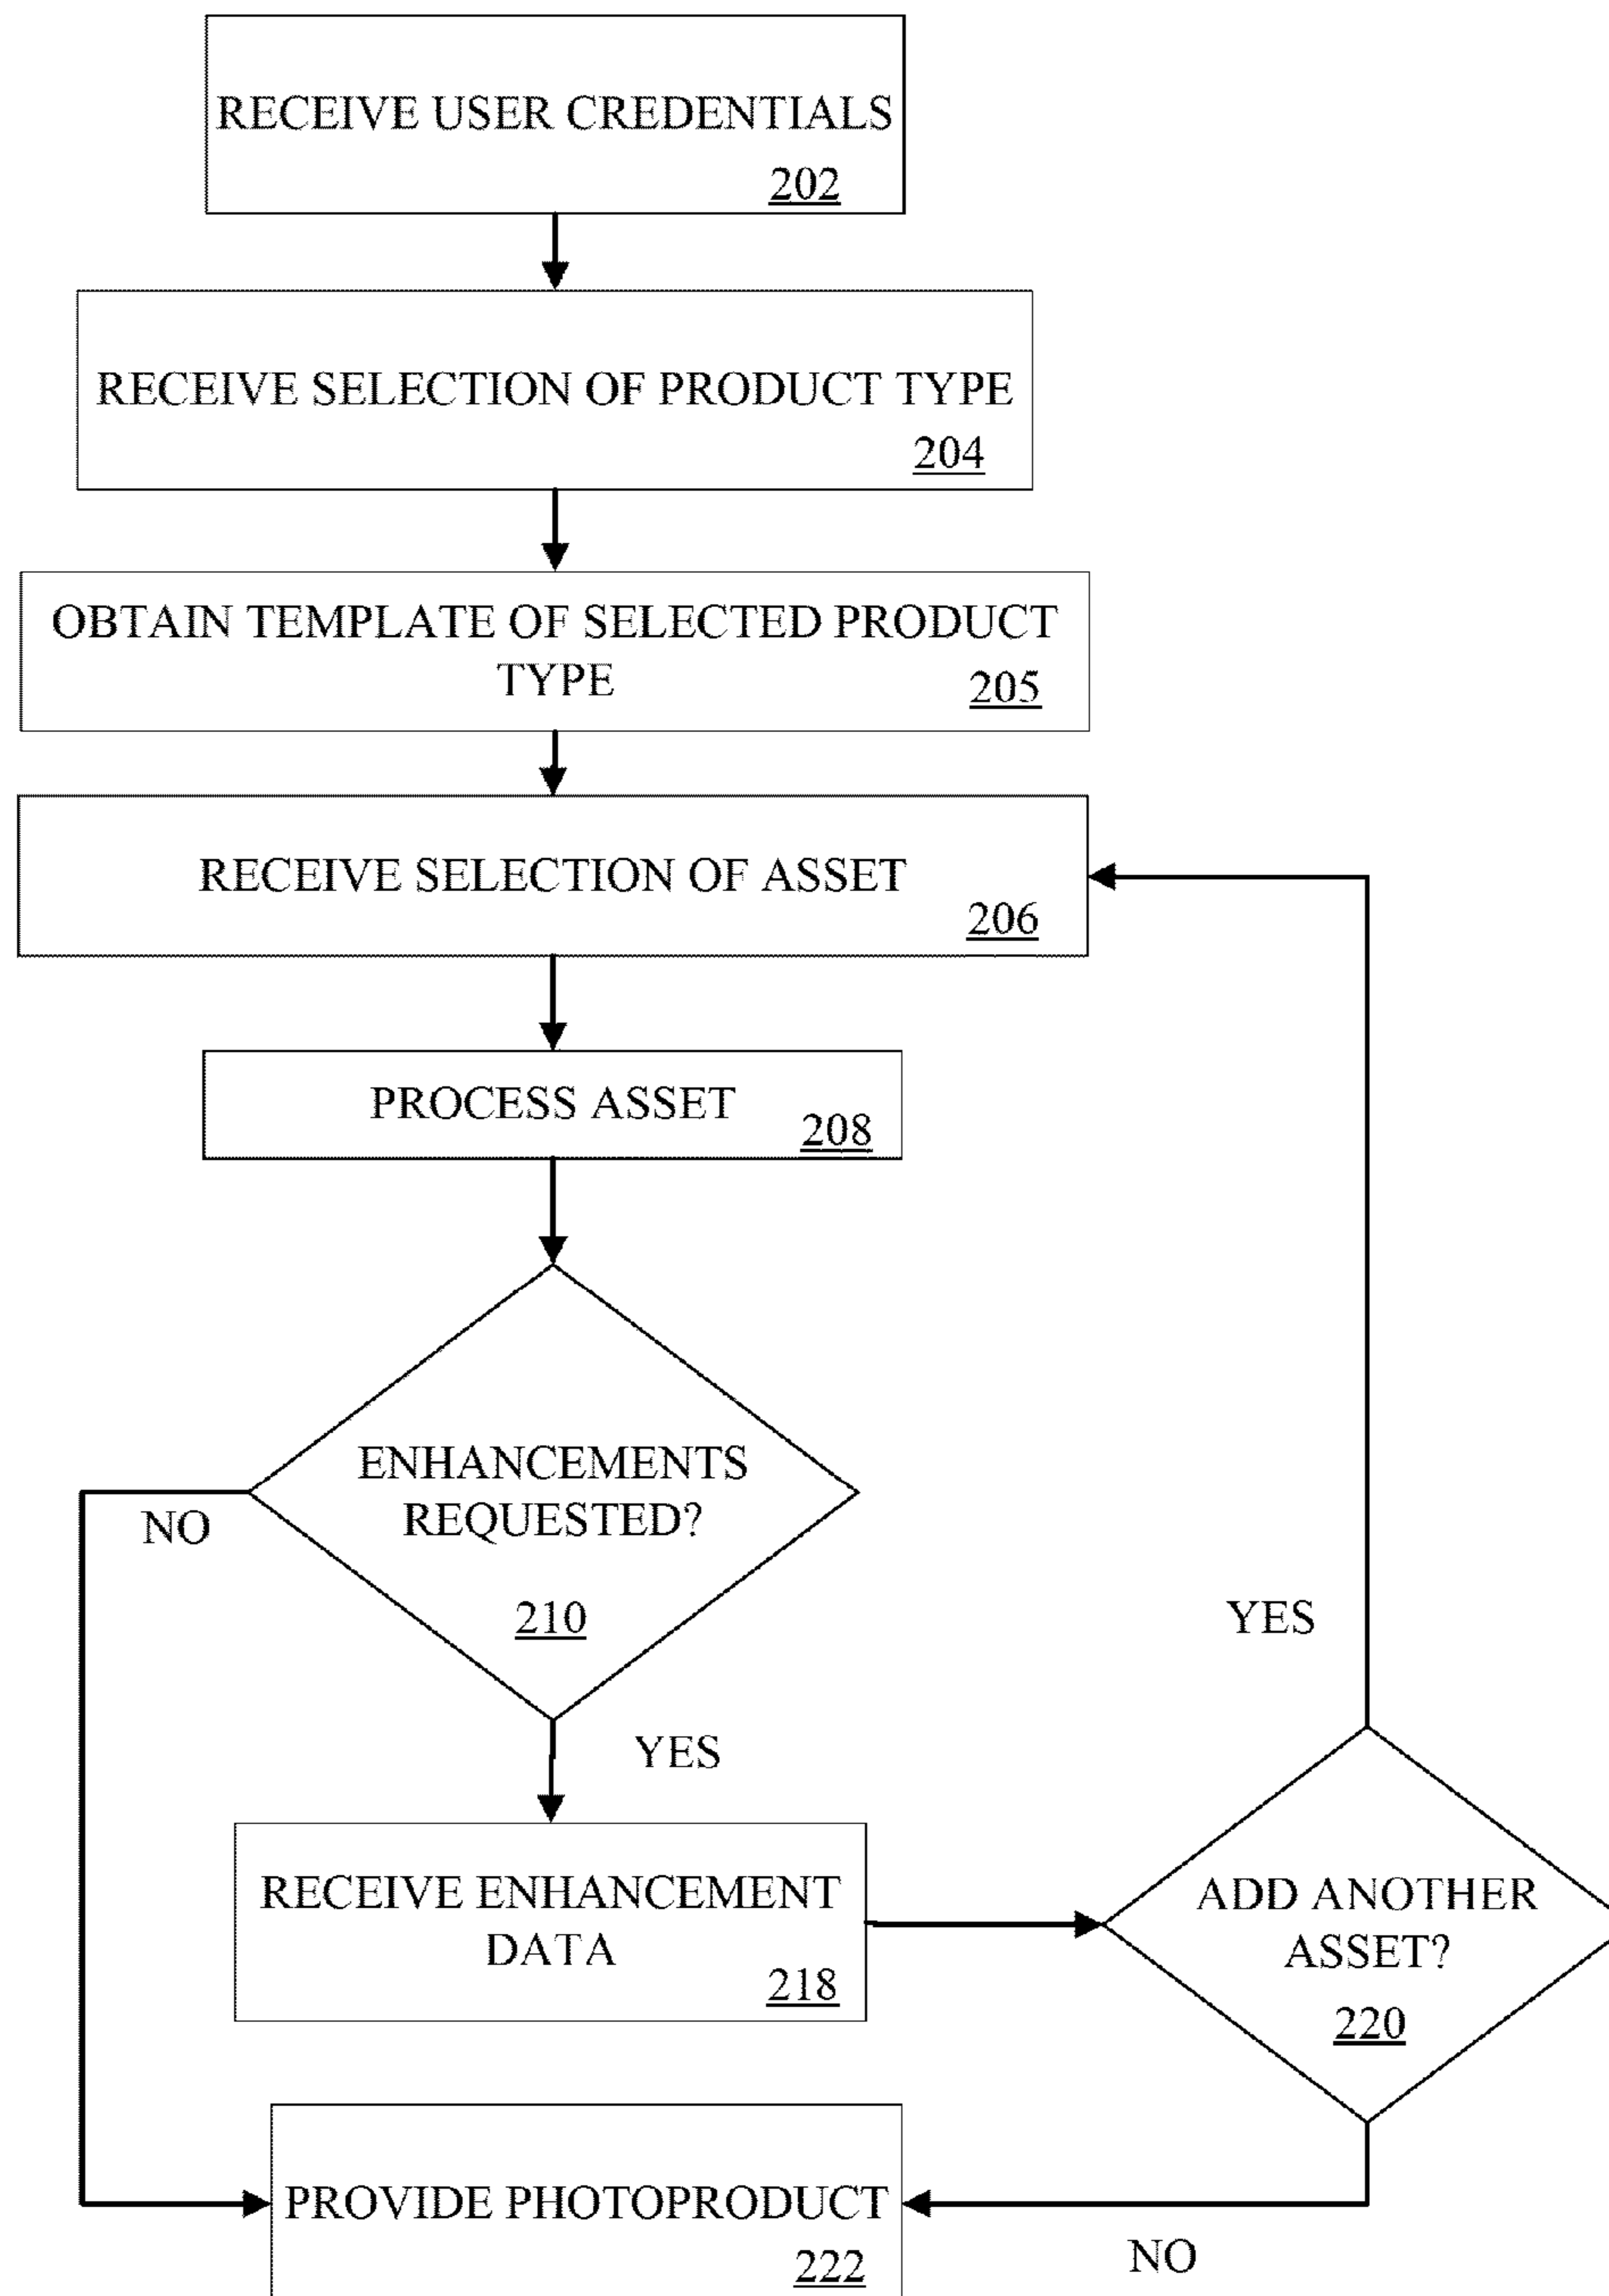 RECEIVE USER CREDENTIALS
202
RECEIVE SELECTION OF PRODUCT TYPE
204
OBTAIN TEMPLATE OF SELECTED PRODUCT
TYPE
205
RECEIVE SELECTION OF ASSET
206
PROCESS ASSET
208
ENHANCEMENTS
REQUESTED?
210
NO
YES
RECEIVE ENHANCEMENT
DATA
218
YES
ADD ANOTHER
ASSET?
220
NO
PROVIDE PHOTOPRODUCT
222